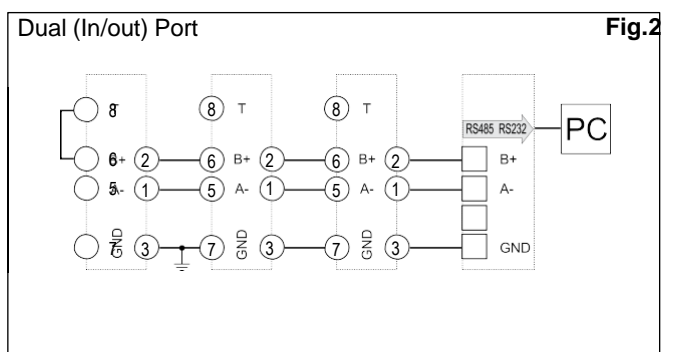 Dual (In/out) Port Fig.2
8 T 8 T 8 T
RS485 RS232 PC
6 B+ 2 6 B+ 2 6 B+ 2 B+
5 A- 1 5 A- 1 5 A- 1 A-
7 GND 3 7 GND 3 7 GND 3 GND